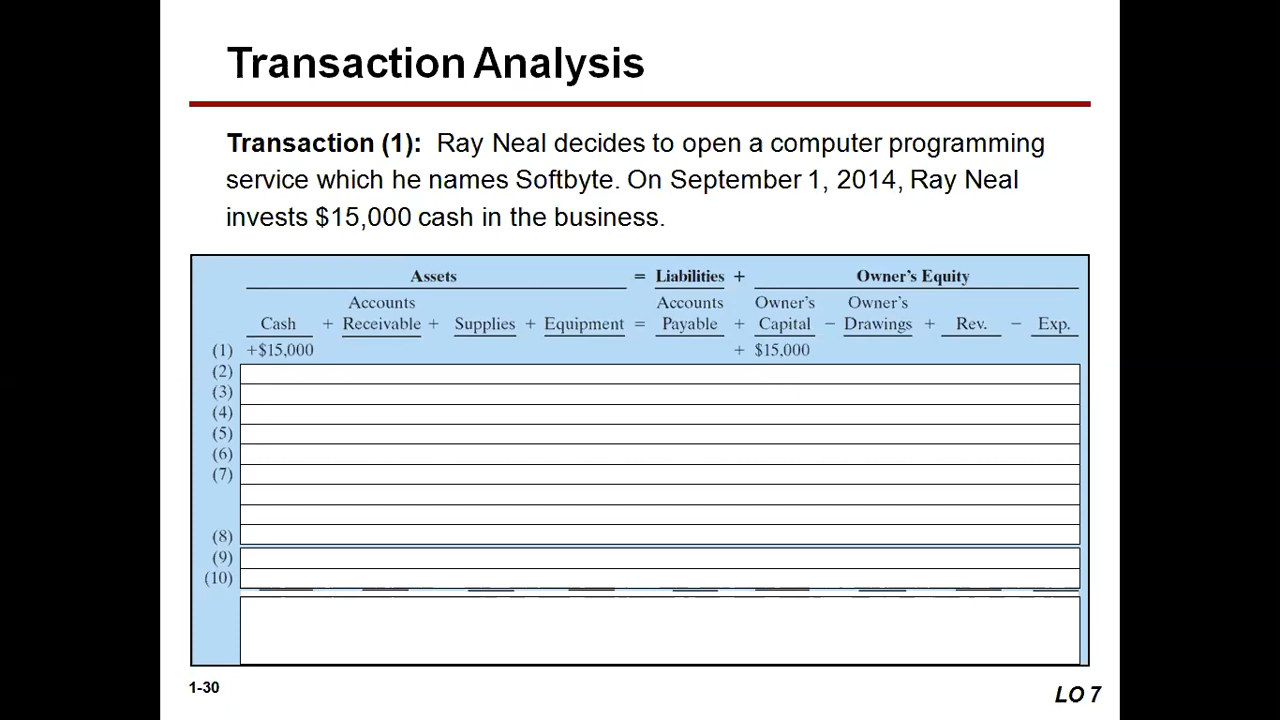 Transaction Analysis
Transaction (1): Ray Neal decides to open a computer programming
service which he names Softbyte. On September 1, 2014, Ray Neal
invests $15,000 cash in the business.
Assets = Liabilities + Owner's Equity
Accounts Accounts Owner's Owner's
Cash + Receivable + Supplies + Equipment = Payable + Capital − Drawings + Rev. − Exp.
(1) +$15,000 + $15,000
(2)
(3)
(4)
(5)
(6)
(7)
(8)
(9)
(10)
1-30
LO 7